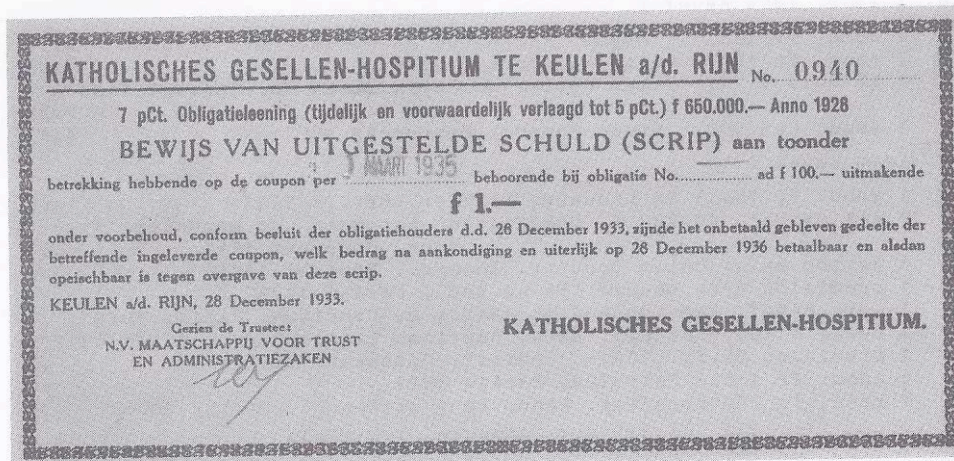 KATHOLISCHES GESELLEN-HOSPITIUM TE KEULEN a/d. RIJN No. 0940
7 pCt. Obligatieleening (tijdelijk en voorwaardelijk verlaagd tot 5 pCt.) f 650.000.— Anno 1928
BEWIJS VAN UITGESTELDE SCHULD (SCRIP) aan toonder
betrekking hebbende op de coupon per 1 MAART 1935 behoorende bij obligatie No. ad f 100.— uitmakende
f 1.—
onder voorbehoud, conform besluit der obligatiehouders d.d. 28 December 1933, zijnde het onbetaald gebleven gedeelte der
betreffende ingeleverde coupon, welk bedrag na aankondiging en uiterlijk op 28 December 1936 betaalbaar en alsdan
opeischbaar is tegen overgave van deze scrip.
KEULEN a/d. RIJN, 28 December 1933.
Gezien de Trustee:
N.V. MAATSCHAPPIJ VOOR TRUST
EN ADMINISTRATIEZAKEN
KATHOLISCHES GESELLEN-HOSPITIUM.